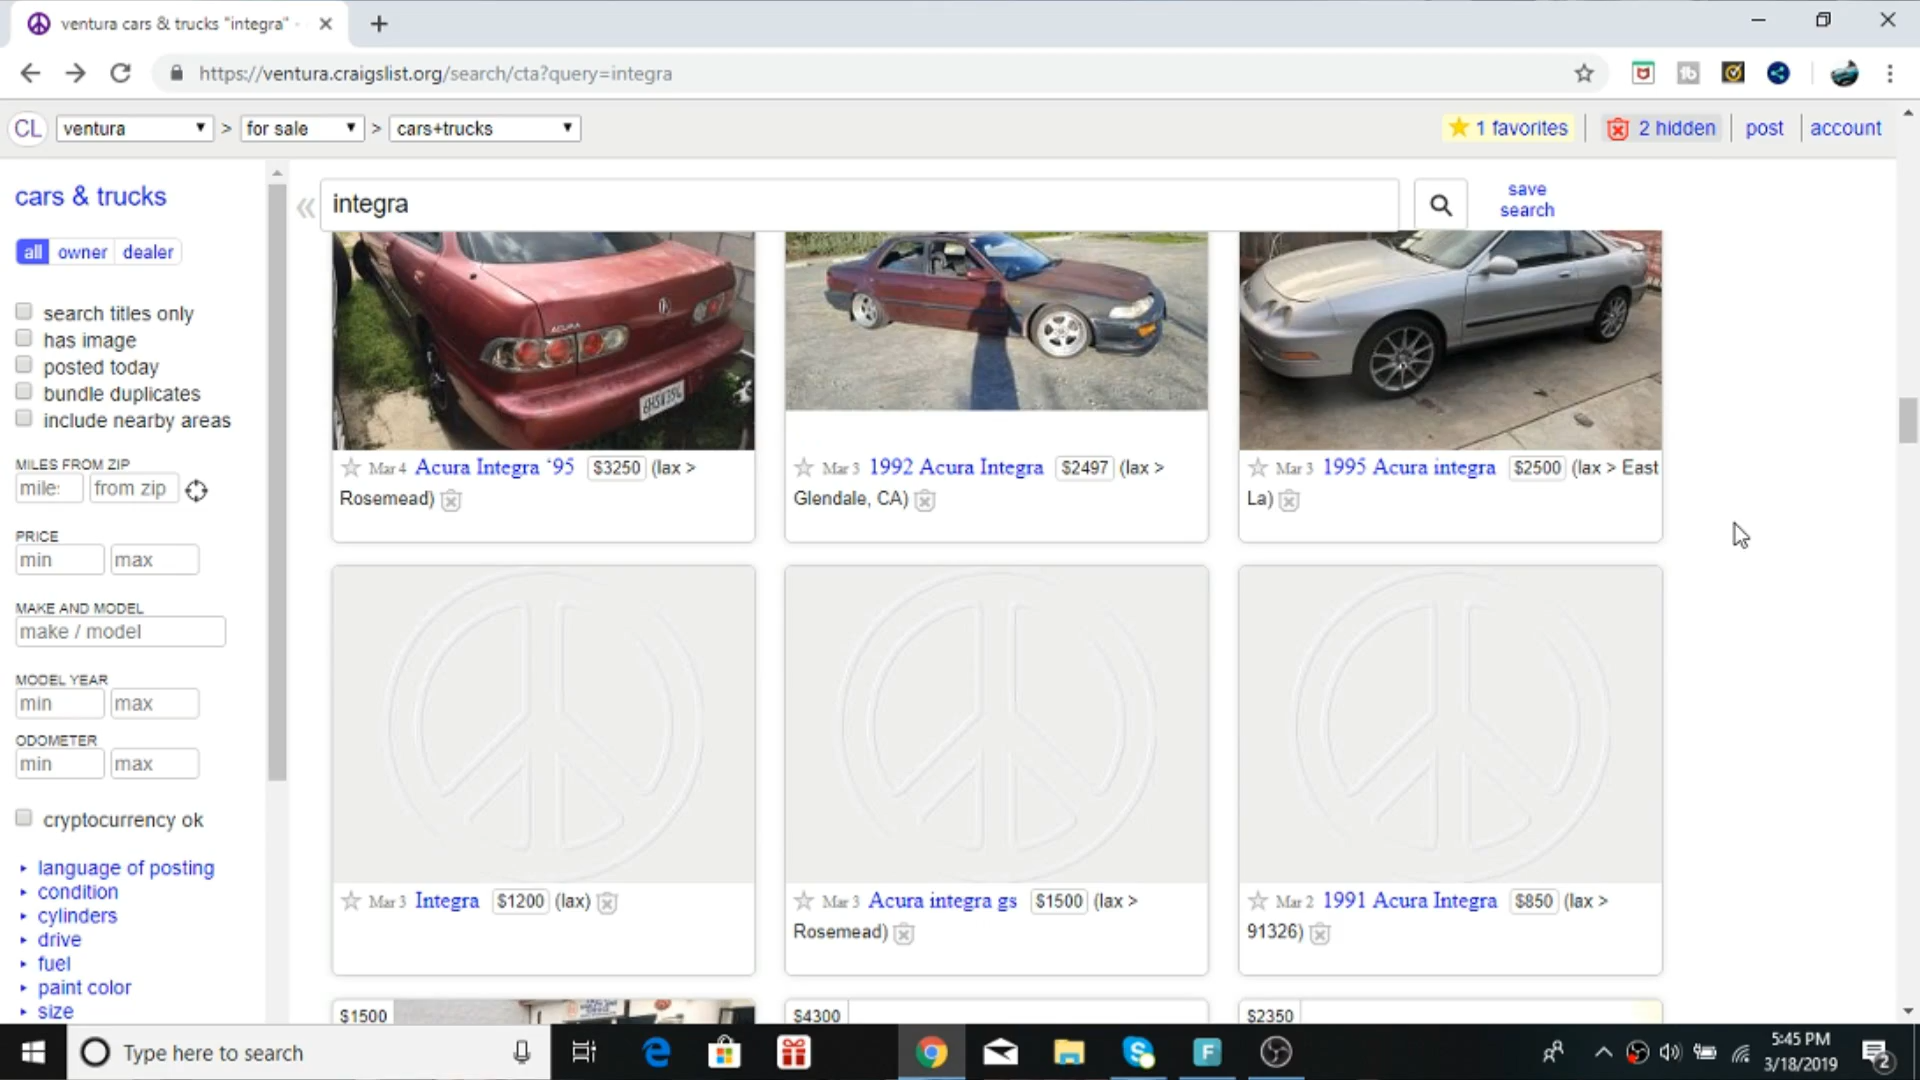 ventura cars & trucks "integra" -
https://ventura.craigslist.org/search/cta?query=integra
CL ventura > for sale > cars+trucks
1 favorites 2 hidden post account
cars & trucks
all owner dealer
search titles only
has image
posted today
bundle duplicates
include nearby areas
MILES FROM ZIP
mile: from zip
PRICE
min max
MAKE AND MODEL
make / model
MODEL YEAR
min max
ODOMETER
min max
cryptocurrency ok
language of posting
condition
cylinders
drive
fuel
paint color
size
integra
save
search
ACURA
Mar 4 Acura Integra '95 $3250 (lax >
Rosemead)
Mar 3 1992 Acura Integra $2497 (lax >
Glendale, CA)
Mar 3 1995 Acura integra $2500 (lax > East
La)
Mar 3 Integra $1200 (lax)
Mar 3 Acura integra gs $1500 (lax >
Rosemead)
Mar 2 1991 Acura Integra $850 (lax >
91326)
$1500
$4300
$2350
Type here to search
5:45 PM
3/18/2019
2